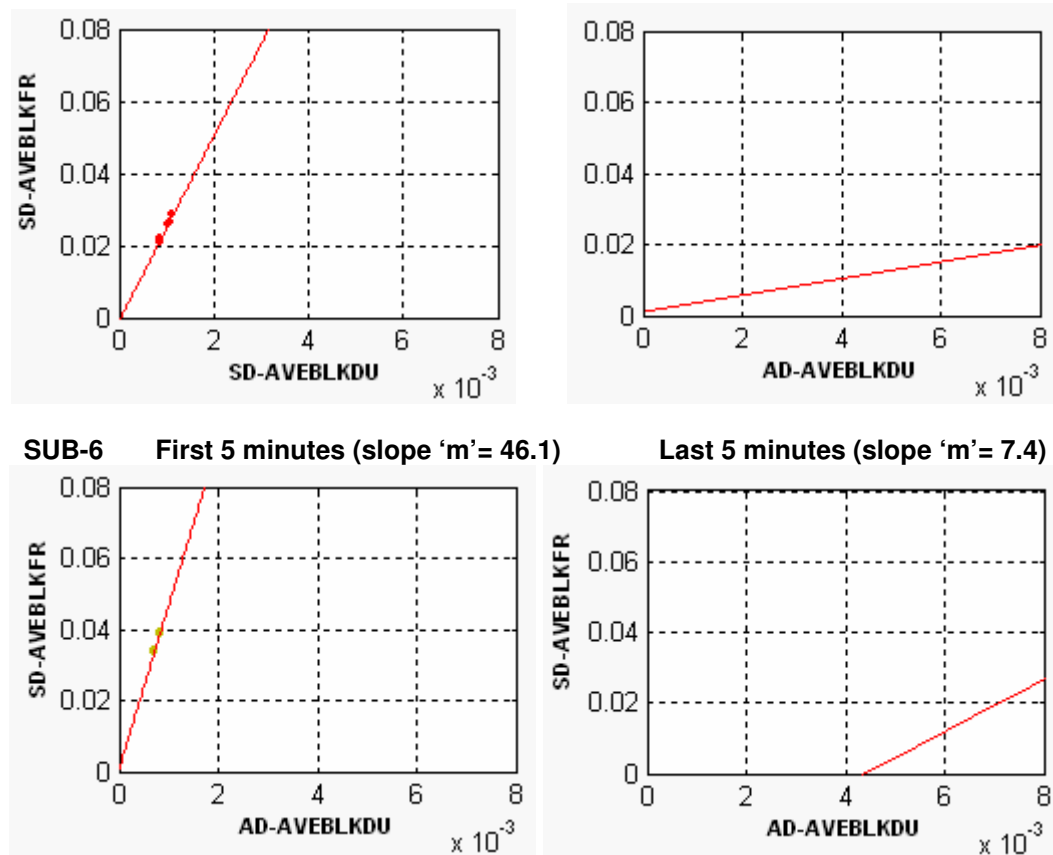 0.08
0.06
0.04
0.02
0
SD-AVEBLKFR
0 2 4 6 8
SD-AVEBLKDU
x 10^-3
0.08
0.06
0.04
0.02
0
0 2 4 6 8
AD-AVEBLKDU
x 10^-3
SUB-6 First 5 minutes (slope ‘m’= 46.1) Last 5 minutes (slope ‘m’= 7.4)
0.08
0.06
0.04
0.02
0
SD-AVEBLKFR
0 2 4 6 8
AD-AVEBLKDU
x 10^-3
0.08
0.06
0.04
0.02
0
SD-AVEBLKFR
0 2 4 6 8
AD-AVEBLKDU
x 10^-3